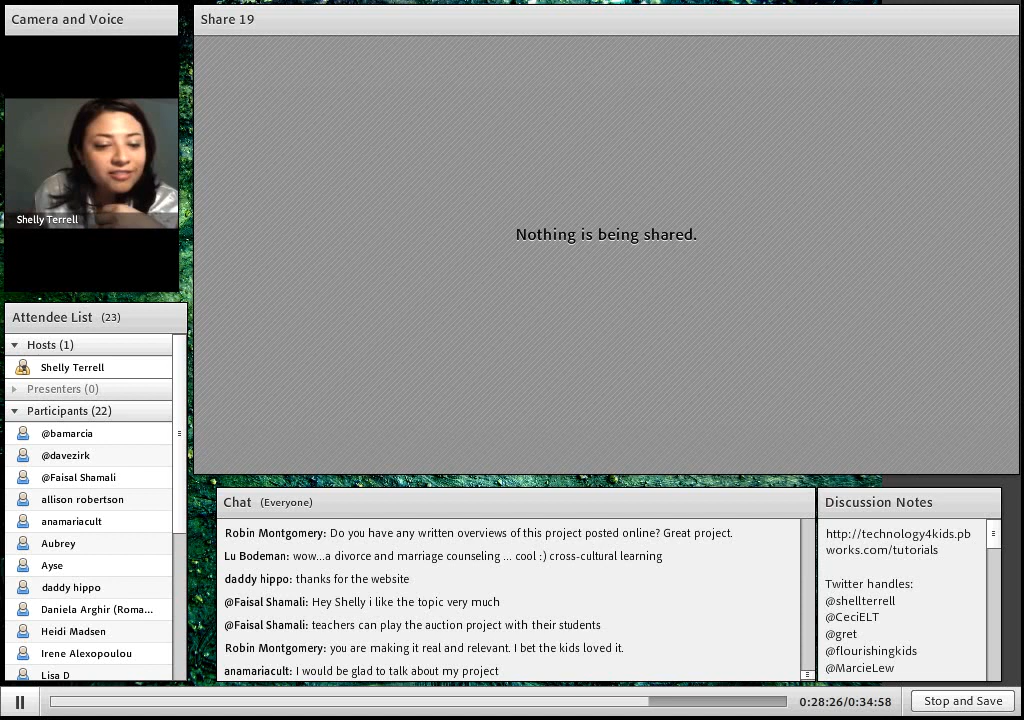 Camera and Voice
Share 19
Shelly Terrell
Nothing is being shared.
Attendee List (23)
Hosts (1)
Shelly Terrell
Presenters (0)
Participants (22)
@bamarcia
@davezirk
@Faisal Shamali
allison robertson
anamariacult
Aubrey
Ayse
daddy hippo
Daniela Arghir (Roma...
Heidi Madsen
Irene Alexopoulou
Lisa D
Chat (Everyone)
Robin Montgomery: Do you have any written overviews of this project posted online? Great project.
Lu Bodeman: wow...a divorce and marriage counseling ... cool :) cross-cultural learning
daddy hippo: thanks for the website
@Faisal Shamali: Hey Shelly i like the topic very much
@Faisal Shamali: teachers can play the auction project with their students
Robin Montgomery: you are making it real and relevant. I bet the kids loved it.
anamariacult: I would be glad to talk about my project
Discussion Notes
http://technology4kids.pb
works.com/tutorials
Twitter handles:
@shellterrell
@CeciELT
@gret
@flourishingkids
@MarcieLew
0:28:26/0:34:58
Stop and Save